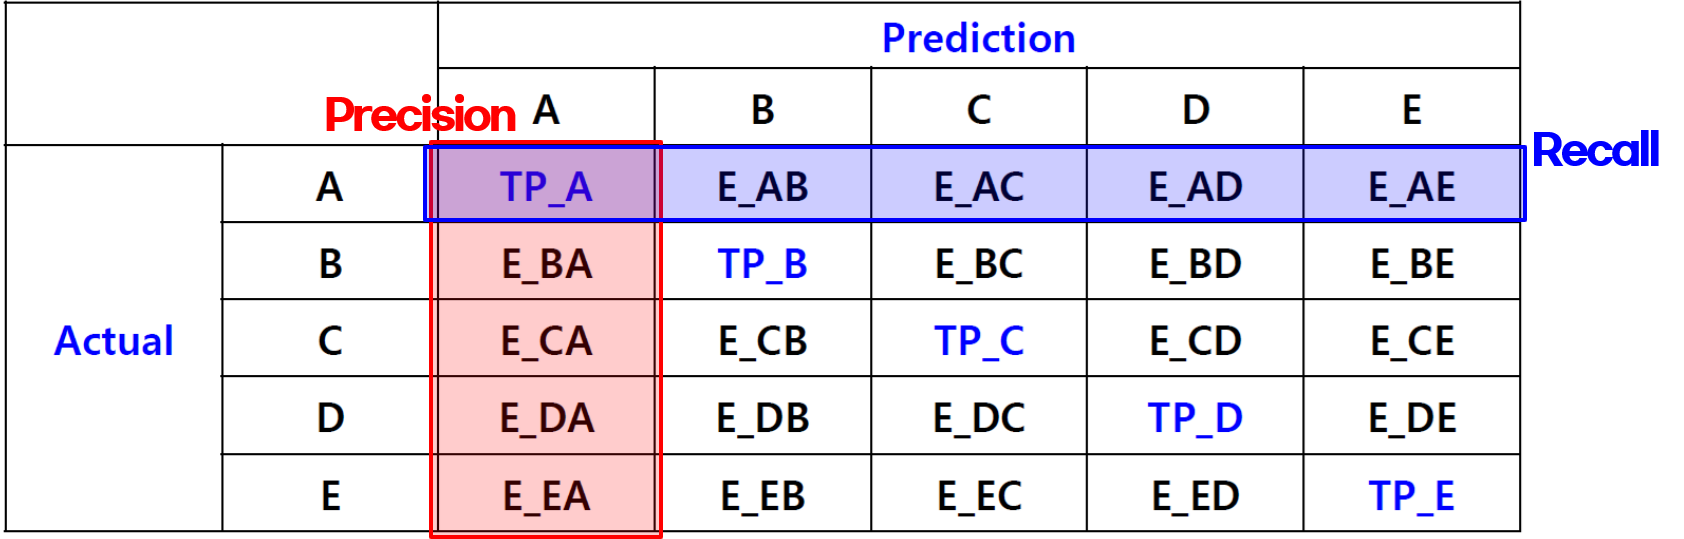 Prediction
Precision A B C D E
Recall
A TP_A E_AB E_AC E_AD E_AE
B E_BA TP_B E_BC E_BD E_BE
Actual C E_CA E_CB TP_C E_CD E_CE
D E_DA E_DB E_DC TP_D E_DE
E E_EA E_EB E_EC E_ED TP_E